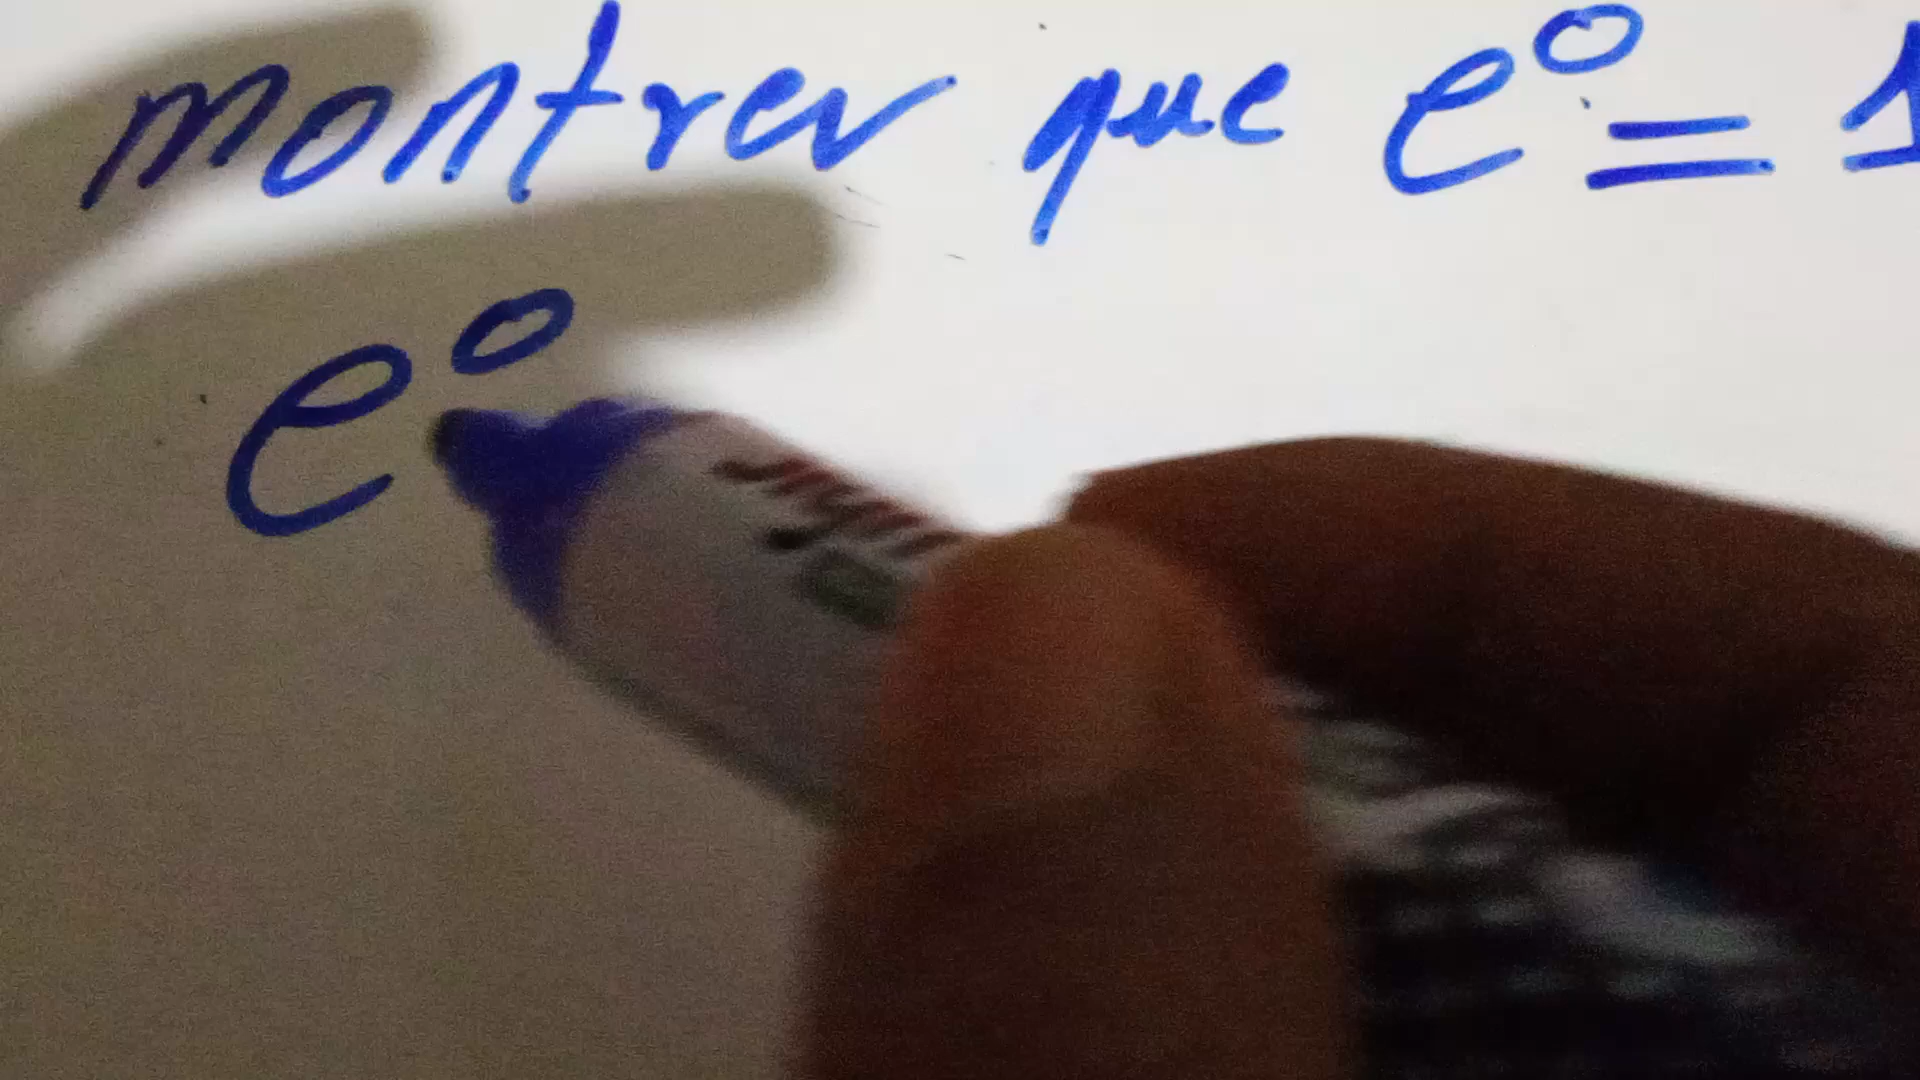 montrer que e⁰ = 1
e⁰